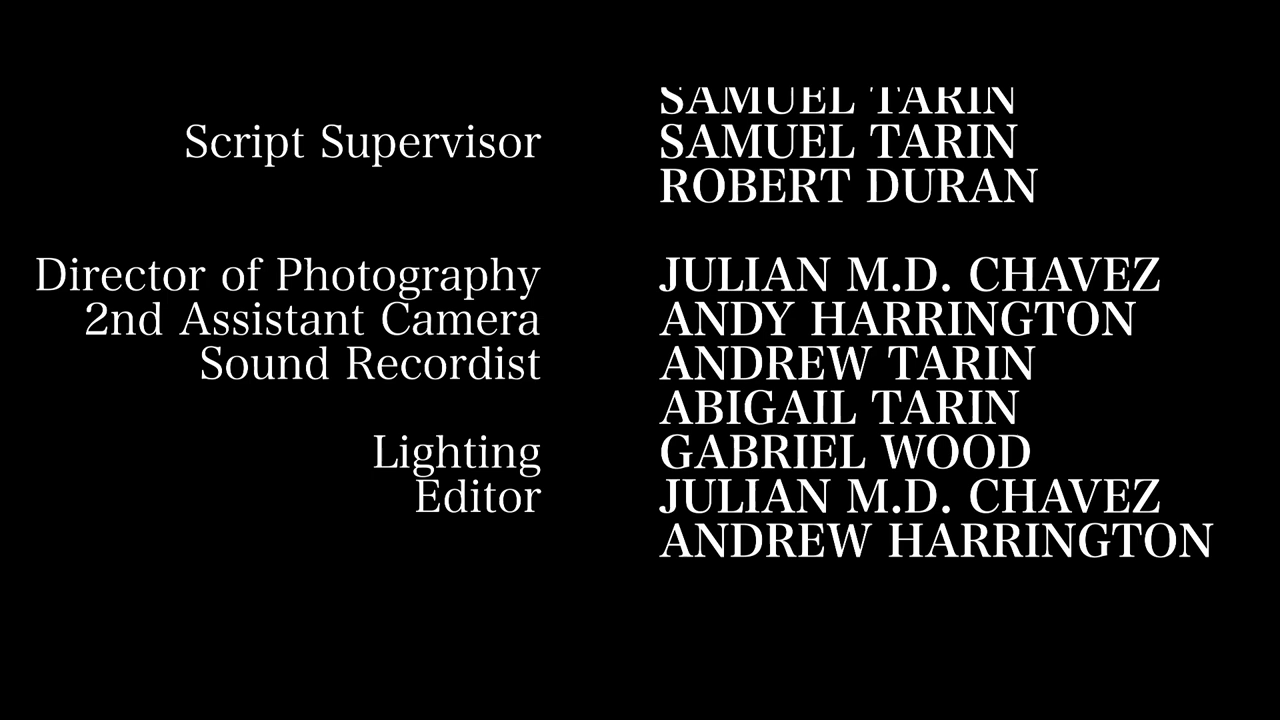 SAMUEL TARIN
Script Supervisor SAMUEL TARIN
ROBERT DURAN
Director of Photography JULIAN M.D. CHAVEZ
2nd Assistant Camera ANDY HARRINGTON
Sound Recordist ANDREW TARIN
ABIGAIL TARIN
Lighting GABRIEL WOOD
Editor JULIAN M.D. CHAVEZ
ANDREW HARRINGTON